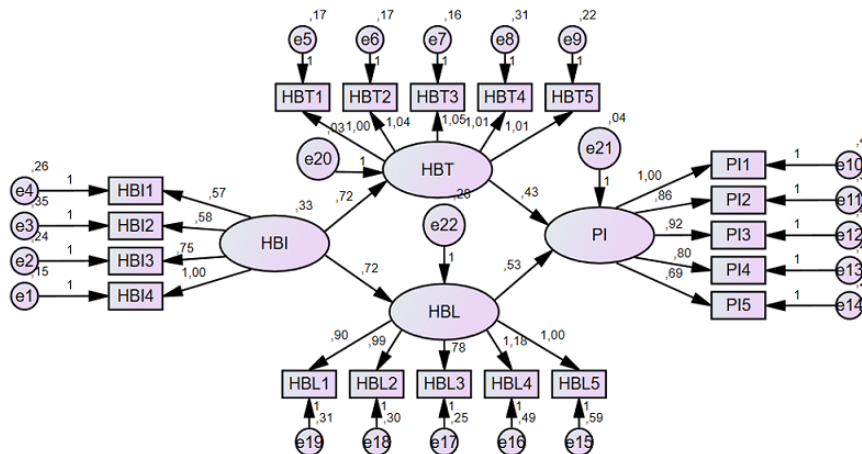 ,17 ,17 ,16 ,31 ,22
e5 e6 e7 e8 e9
1 1 1 1 1
HBT1 HBT2 HBT3 HBT4 HBT5
,03 1,00 1,04 1,05 1,01 1,01
e20 1 HBT
,04
e21
1
,26
e4 1 HBI1 ,57
,35
e3 1 HBI2 ,58
,24
e2 1 HBI3 ,75
,15
e1 1 HBI4 1,00
,33
HBI
,72 ,43
,28
e22
1
,72 ,53
HBL
PI
1,00 PI1 1 e10
,86 PI2 1 e11
,92 PI3 1 e12
,80 PI4 1 e13
,69 PI5 1 e14
,90 ,99 ,78 1,18 1,00
HBL1 HBL2 HBL3 HBL4 HBL5
1 1 1 1 1
,31 ,30 ,25 ,49 ,59
e19 e18 e17 e16 e15